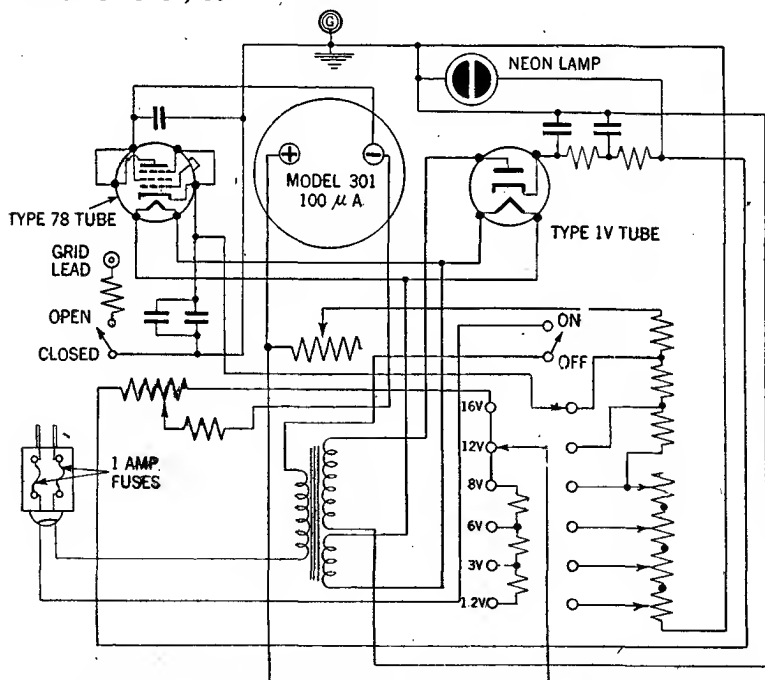 G
NEON LAMP
+
-
MODEL 301
100 μ A
TYPE 78 TUBE
TYPE 1V TUBE
GRID
LEAD
OPEN
CLOSED
ON
OFF
16V
12V
8V
6V
3V
1.2V
1 AMP.
FUSES